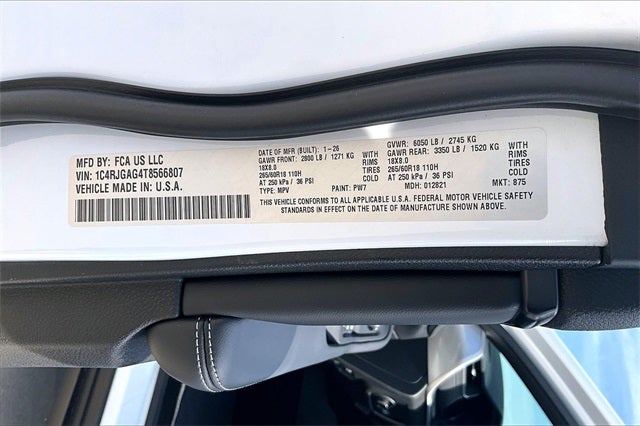 MFD BY: FCA US LLC
VIN: 1C4RJGAG4T8566807
VEHICLE MADE IN: U.S.A.
DATE OF MFR (BUILT): 1-26
GAWR FRONT: 2800 LB / 1271 KG WITH
18X8.0 RIMS
265/60R18 110H TIRES
AT 250 kPa / 36 PSI COLD
TYPE: MPV PAINT: PW7
GVWR: 6050 LB / 2745 KG
GAWR REAR: 3350 LB / 1520 KG WITH
18X8.0 RIMS
265/60R18 110H TIRES
AT 250 kPa / 36 PSI COLD
MDH: 012821 MKT: 875
THIS VEHICLE CONFORMS TO ALL APPLICABLE U.S.A. FEDERAL MOTOR VEHICLE SAFETY
STANDARDS IN EFFECT ON THE DATE OF MANUFACTURE SHOWN ABOVE.